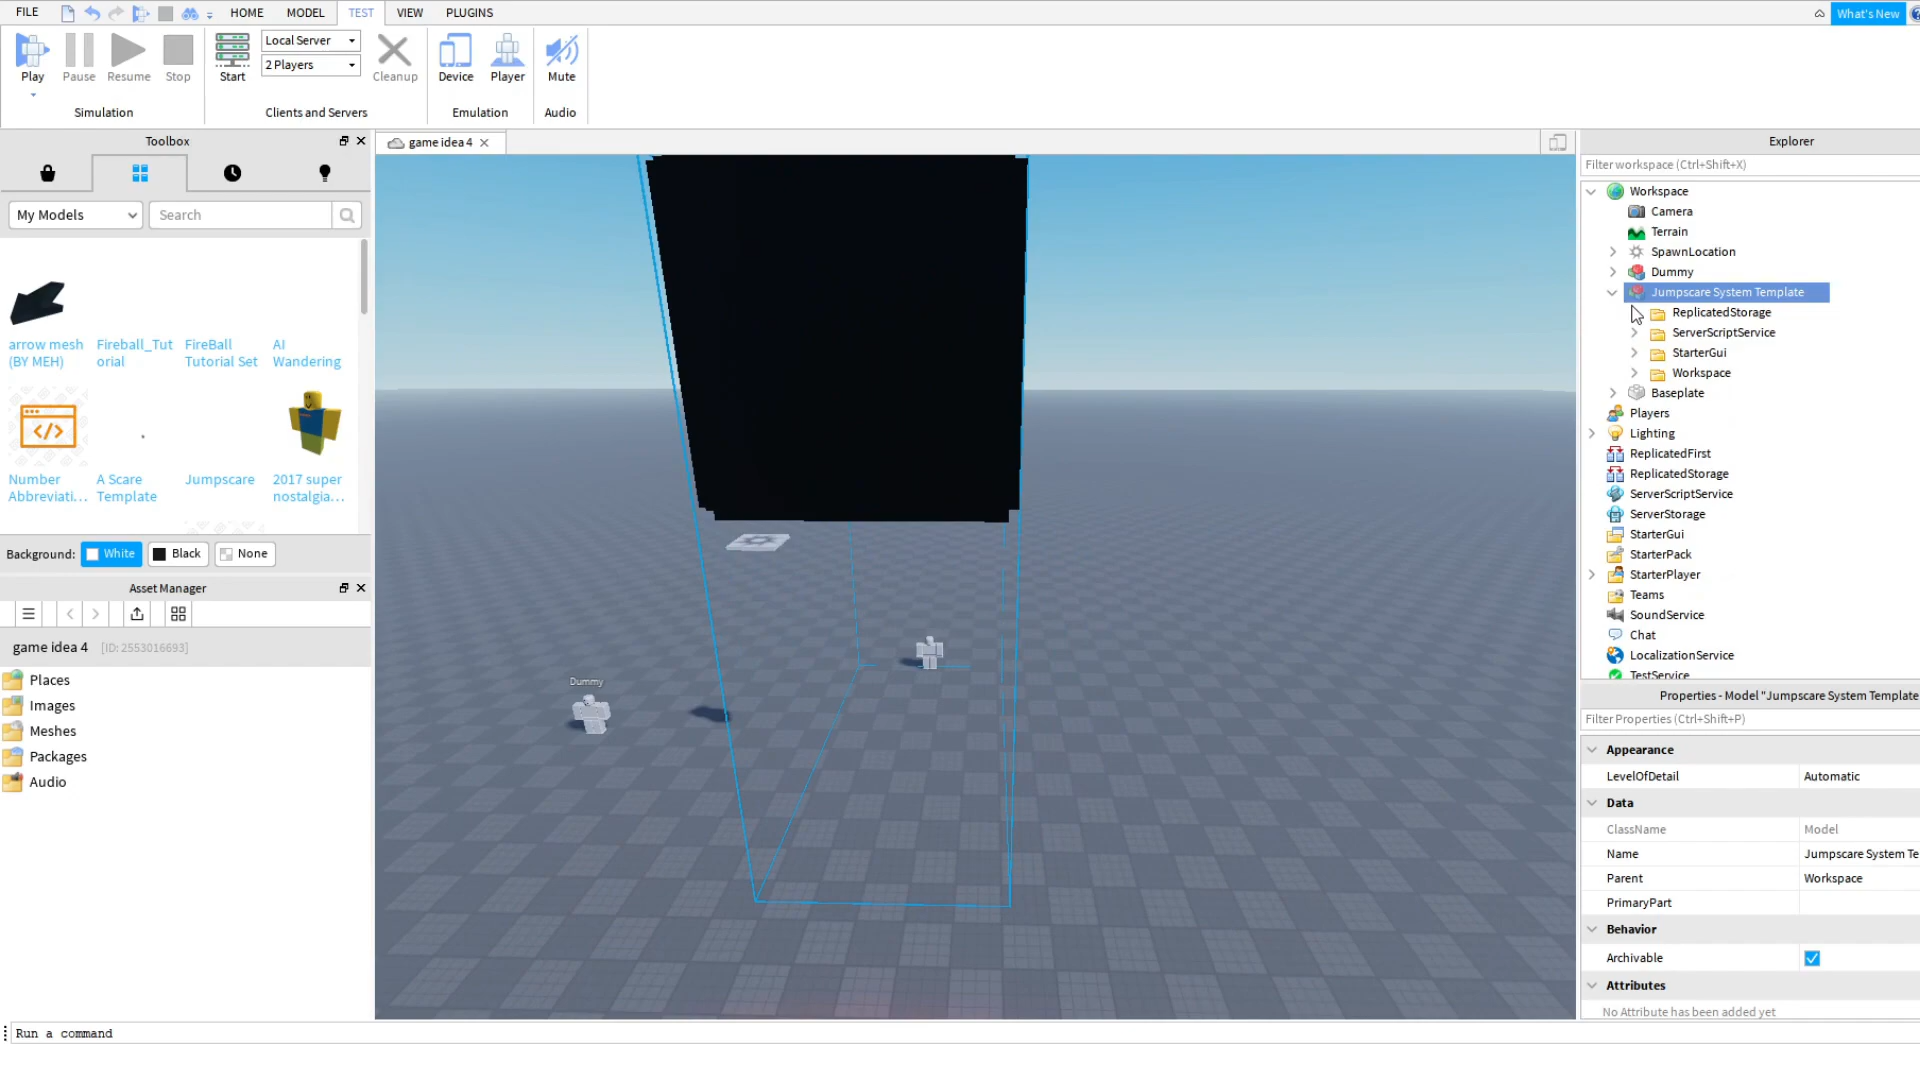 FILE HOME MODEL TEST VIEW PLUGINS What's New
Play Pause Resume Stop Start Local Server 2 Players Cleanup Device Player Mute
Simulation Clients and Servers Emulation Audio
Toolbox
My Models Search
arrow mesh (BY MEH)
Fireball_Tutorial
FireBall Tutorial Set
AI Wandering
Number Abbreviati...
A Scare Template
Jumpscare
2017 super nostalgia...
Background: White Black None
Asset Manager
game idea 4 [ID: 2553016693]
Places
Images
Meshes
Packages
Audio
game idea 4
Dummy
Explorer
Filter workspace (Ctrl+Shift+X)
Workspace
Camera
Terrain
SpawnLocation
Dummy
Jumpscare System Template
ReplicatedStorage
ServerScriptService
StarterGui
Workspace
Baseplate
Players
Lighting
ReplicatedFirst
ReplicatedStorage
ServerScriptService
ServerStorage
StarterGui
StarterPack
StarterPlayer
Teams
SoundService
Chat
LocalizationService
TestService
Properties - Model "Jumpscare System Template
Filter Properties (Ctrl+Shift+P)
Appearance
LevelOfDetail Automatic
Data
ClassName Model
Name Jumpscare System Te
Parent Workspace
PrimaryPart
Behavior
Archivable
Attributes
No Attribute has been added yet
Run a command